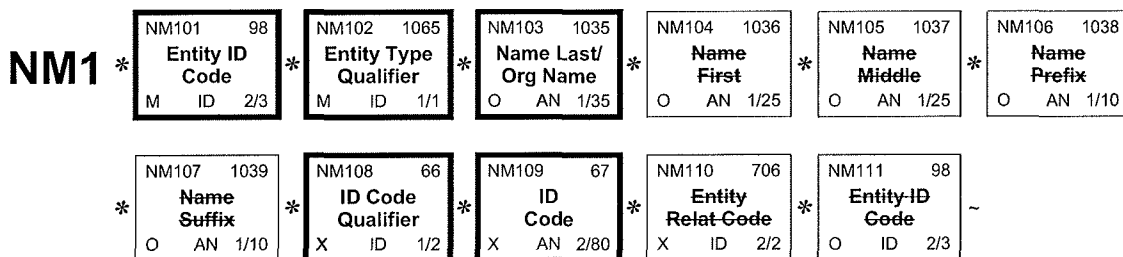 NM101 98 NM102 1065 NM103 1035 NM104 1036 NM105 1037 NM106 1038
NM1 * Entity ID * Entity Type * Name Last/ * Name * Name * Name
Code Qualifier Org Name First Middle Prefix
M ID 2/3 M ID 1/1 O AN 1/35 O AN 1/25 O AN 1/25 O AN 1/10
NM107 1039 NM108 66 NM109 67 NM110 706 NM111 98
* Name * ID Code * ID * Entity * Entity ID ~
Suffix Qualifier Code Relat Code Code
O AN 1/10 X ID 1/2 X AN 2/80 X ID 2/2 O ID 2/3